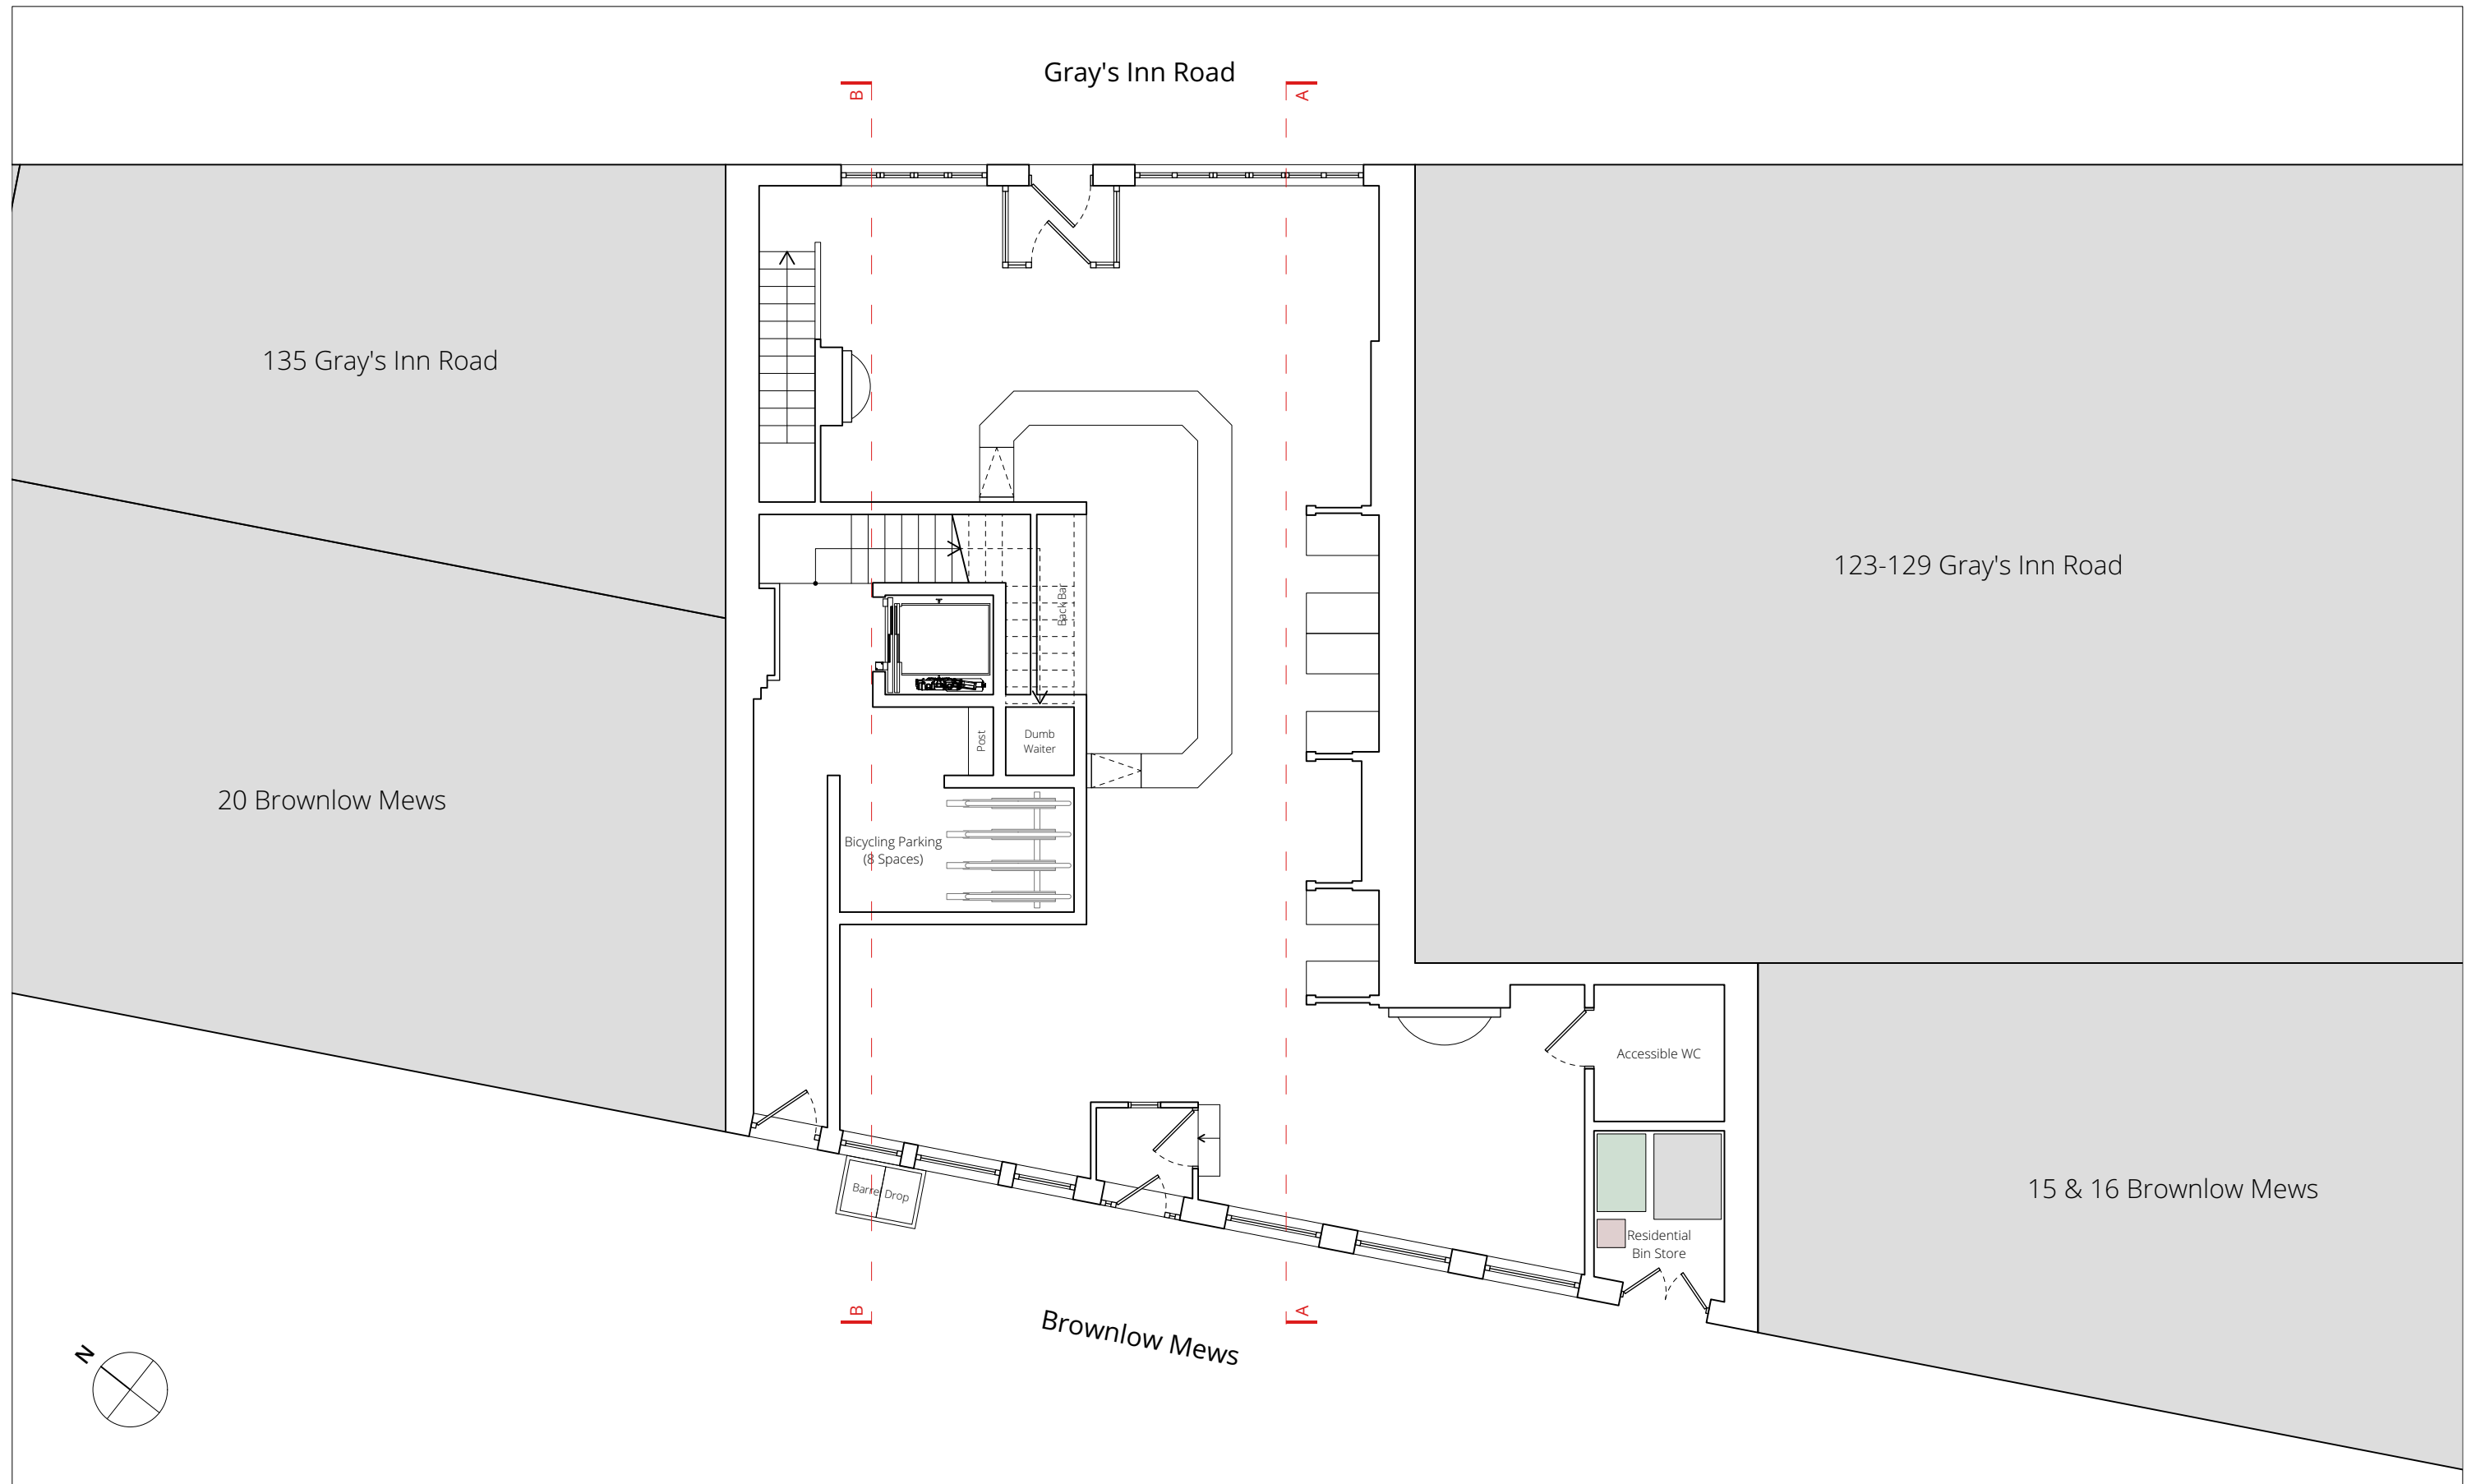 Gray's Inn Road
B
A
135 Gray's Inn Road
123-129 Gray's Inn Road
Back Bar
Post
Dumb
Waiter
20 Brownlow Mews
Bicycling Parking
(8 Spaces)
Accessible WC
Barrel Drop
15 & 16 Brownlow Mews
Residential
Bin Store
B
A
Brownlow Mews
N